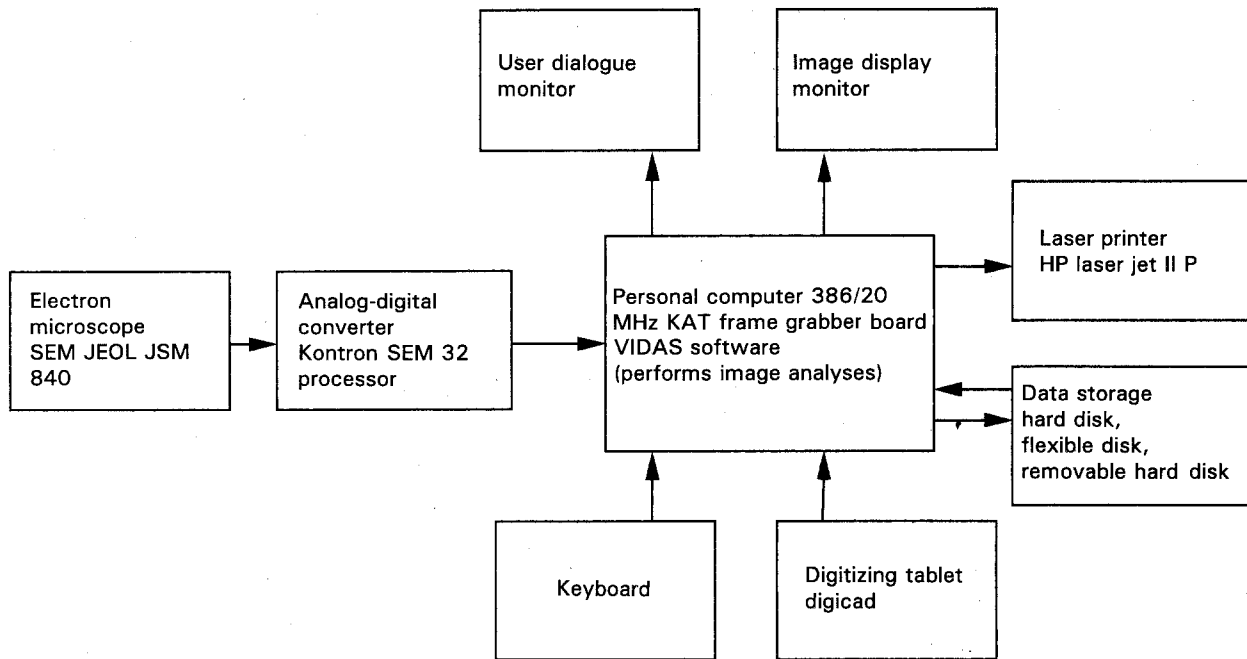 User dialogue
monitor
Image display
monitor
Laser printer
HP laser jet II P
Electron
microscope
SEM JEOL JSM
840
Analog-digital
converter
Kontron SEM 32
processor
Personal computer 386/20
MHz KAT frame grabber board
VIDAS software
(performs image analyses)
Data storage
hard disk,
flexible disk,
removable hard disk
Keyboard
Digitizing tablet
digicad